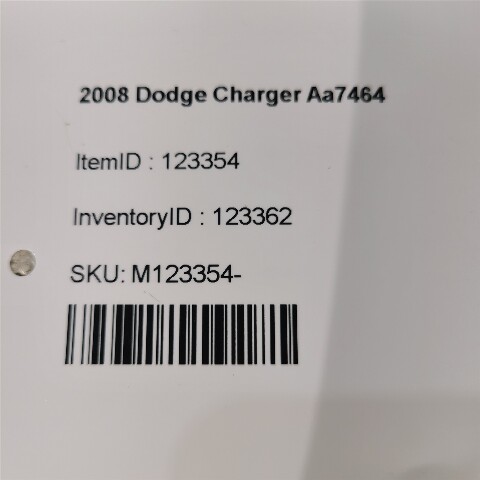 2008 Dodge Charger Aa7464
ItemID : 123354
InventoryID : 123362
SKU: M123354-